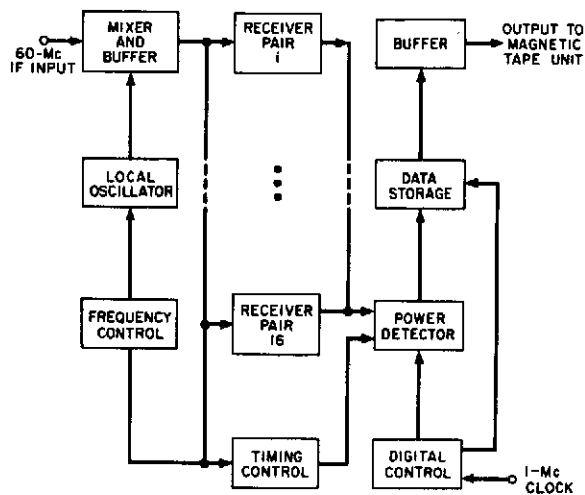 60-Mc
IF INPUT
MIXER
AND
BUFFER
RECEIVER
PAIR
1
BUFFER
OUTPUT TO
MAGNETIC
TAPE UNIT
LOCAL
OSCILLATOR
DATA
STORAGE
FREQUENCY
CONTROL
RECEIVER
PAIR
16
POWER
DETECTOR
TIMING
CONTROL
DIGITAL
CONTROL
1-Mc
CLOCK